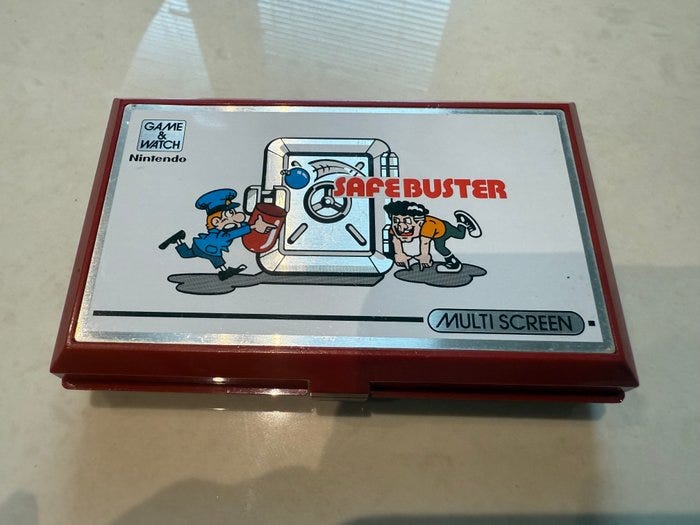 GAME
&
WATCH
Nintendo
SAFEBUSTER
MULTI SCREEN